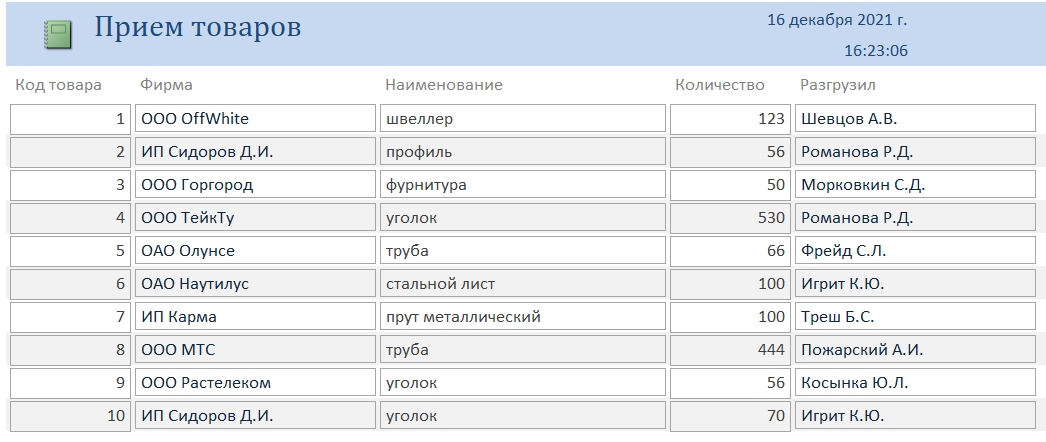 Прием товаров
16 декабря 2021 г.
16:23:06
Код товара Фирма Наименование Количество Разгрузил
1 ООО OffWhite швеллер 123 Шевцов А.В.
2 ИП Сидоров Д.И. профиль 56 Романова Р.Д.
3 ООО Горгород фурнитура 50 Морковкин С.Д.
4 ООО ТейкТу уголок 530 Романова Р.Д.
5 ОАО Олунсе труба 66 Фрейд С.Л.
6 ОАО Наутилус стальной лист 100 Игрит К.Ю.
7 ИП Карма прут металлический 100 Треш Б.С.
8 ООО МТС труба 444 Пожарский А.И.
9 ООО Растелеком уголок 56 Косынка Ю.Л.
10 ИП Сидоров Д.И. уголок 70 Игрит К.Ю.